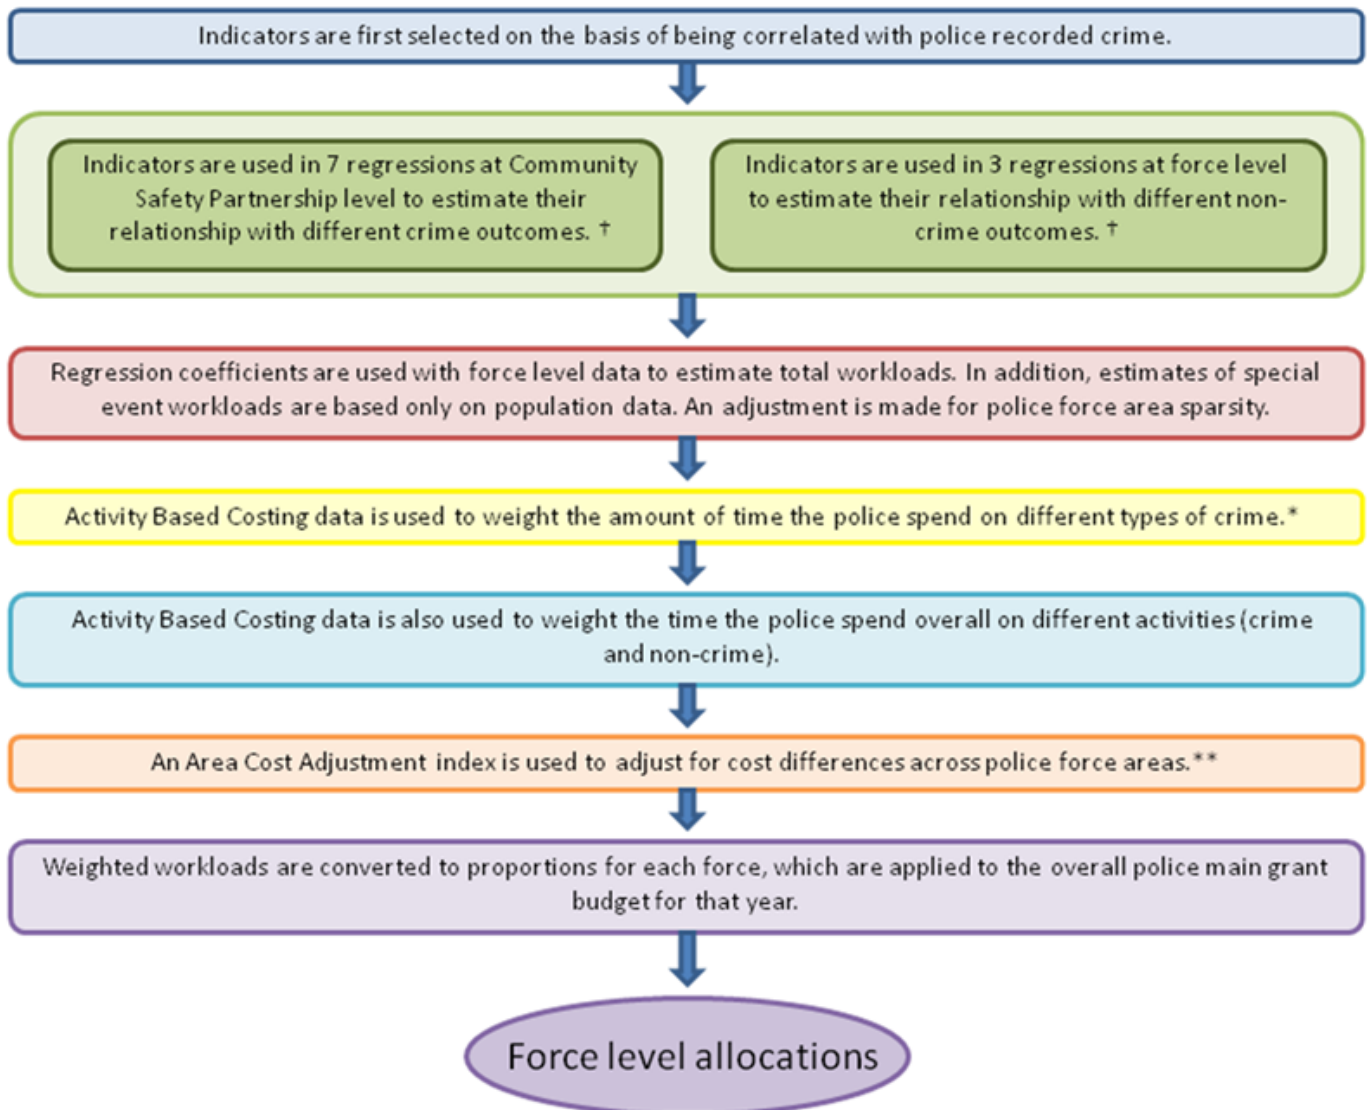 Indicators are first selected on the basis of being correlated with police recorded crime.
Indicators are used in 7 regressions at Community
Safety Partnership level to estimate their
relationship with different crime outcomes. †
Indicators are used in 3 regressions at force level
to estimate their relationship with different non-
crime outcomes. †
Regression coefficients are used with force level data to estimate total workloads. In addition, estimates of special
event workloads are based only on population data. An adjustment is made for police force area sparsity.
Activity Based Costing data is used to weight the amount of time the police spend on different types of crime.*
Activity Based Costing data is also used to weight the time the police spend overall on different activities (crime
and non-crime).
An Area Cost Adjustment index is used to adjust for cost differences across police force areas.**
Weighted workloads are converted to proportions for each force, which are applied to the overall police main grant
budget for that year.
Force level allocations